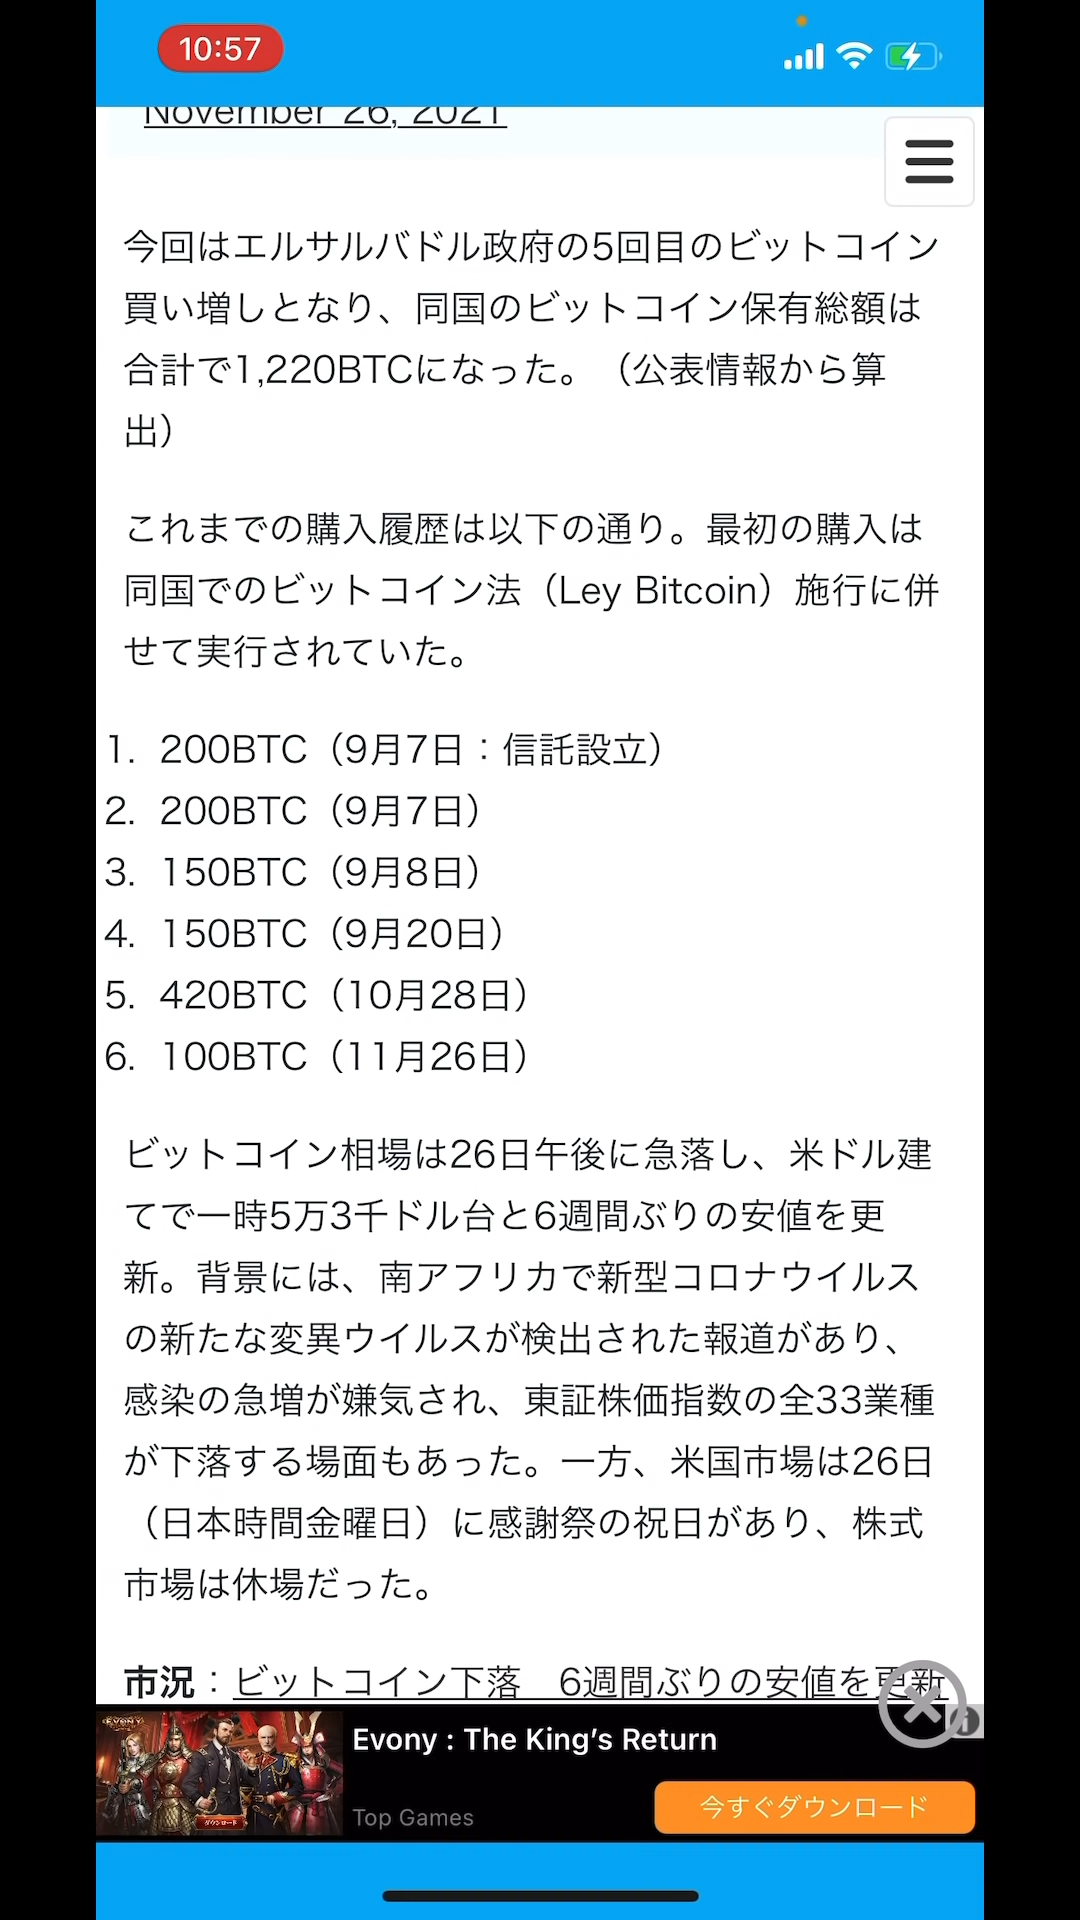 10:57
November 26, 2021
今回はエルサルバドル政府の5回目のビットコイン
買い増しとなり、同国のビットコイン保有総額は
合計で1,220BTCになった。（公表情報から算
出）
これまでの購入履歴は以下の通り。最初の購入は
同国でのビットコイン法（Ley Bitcoin）施行に併
せて実行されていた。
1. 200BTC（9月7日：信託設立）
2. 200BTC（9月7日）
3. 150BTC（9月8日）
4. 150BTC（9月20日）
5. 420BTC（10月28日）
6. 100BTC（11月26日）
ビットコイン相場は26日午後に急落し、米ドル建
てで一時5万3千ドル台と6週間ぶりの安値を更
新。背景には、南アフリカで新型コロナウイルス
の新たな変異ウイルスが検出された報道があり、
感染の急増が嫌気され、東証株価指数の全33業種
が下落する場面もあった。一方、米国市場は26日
（日本時間金曜日）に感謝祭の祝日があり、株式
市場は休場だった。
市況：ビットコイン下落　6週間ぶりの安値を更新
EVONY
ダウンロード
Evony : The King's Return
Top Games
今すぐダウンロード